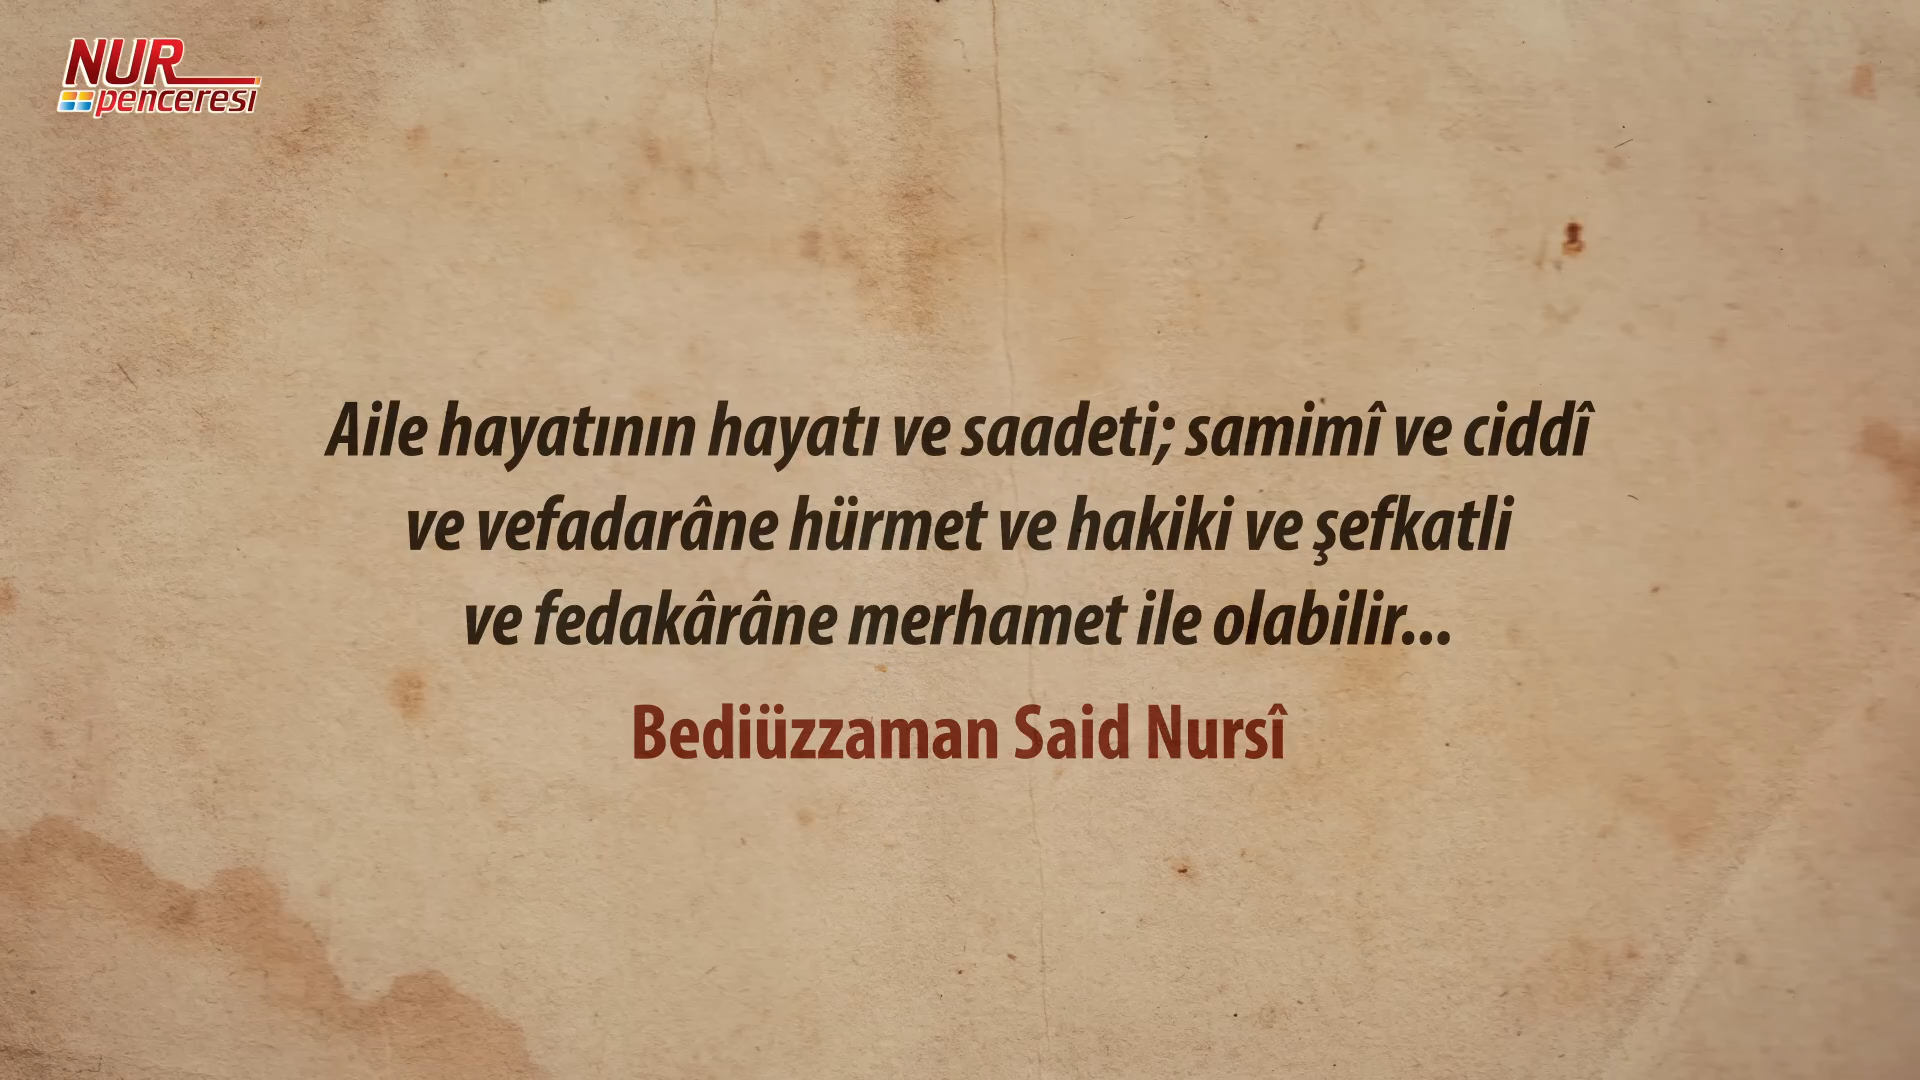 NUR
penceresi
Aile hayatının hayatı ve saadeti; samimî ve ciddî
ve vefadarâne hürmet ve hakiki ve şefkatli
ve fedakârâne merhamet ile olabilir...
Bediüzzaman Said Nursî